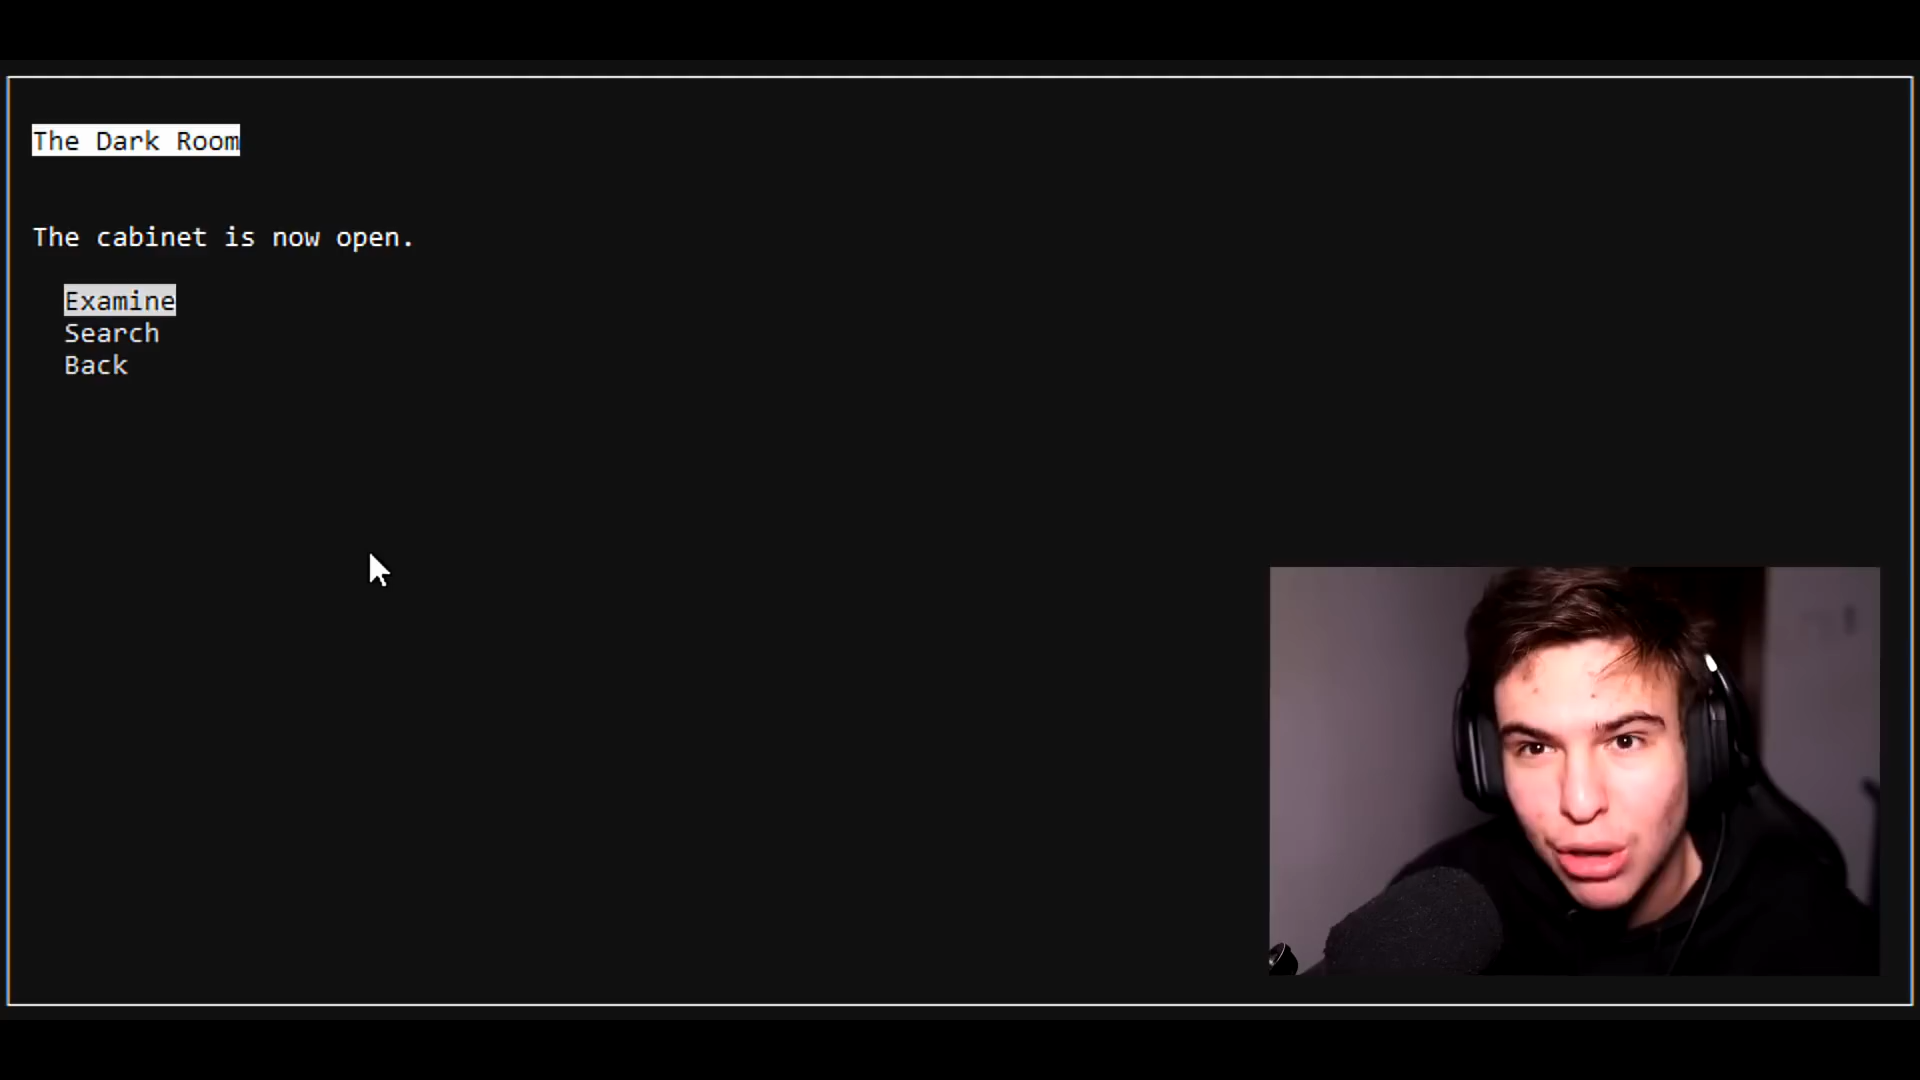 The Dark Room
The cabinet is now open.
Examine
Search
Back